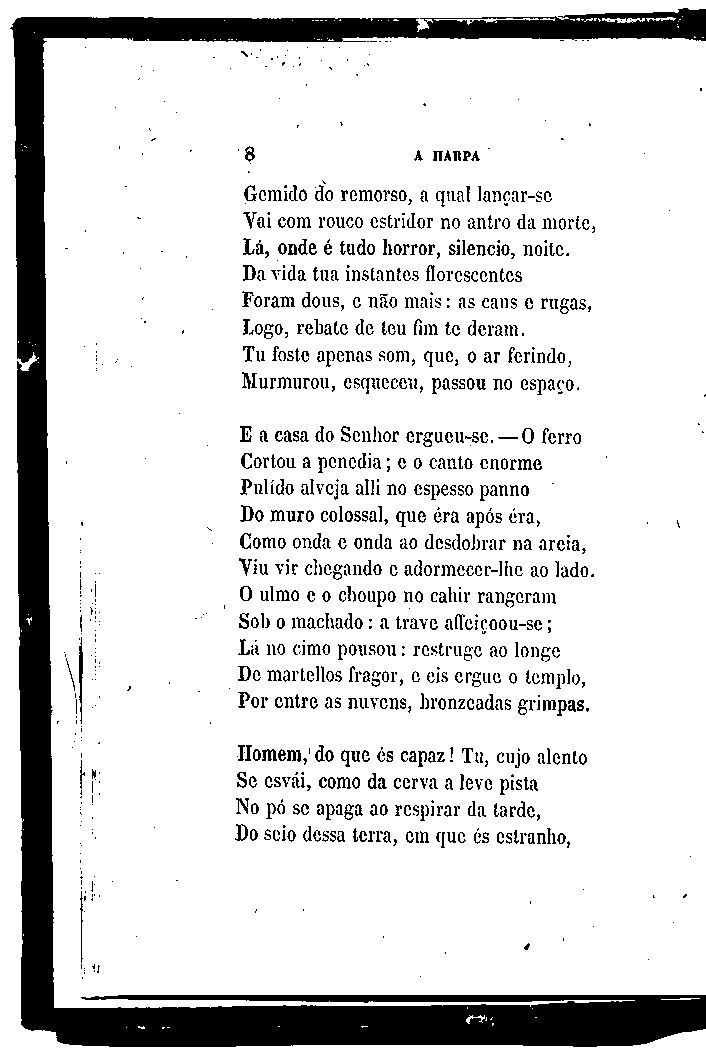 8 A HARPA
Gemido do remorso, a qual lançar-se
Vai com rouco estridor no antro da morte,
Lá, onde é tudo horror, silencio, noite.
Da vida tua instantes florescentes
Foram dous, e não mais: as cans e rugas,
Logo, rebate de teu fim te deram.
Tu foste apenas som, que, o ar ferindo,
Murmurou, esqueceu, passou no espaço.

E a casa do Senhor ergueu-se.—O ferro
Cortou a penedia; e o canto enorme
Pulído alveja alli no espesso panno
Do muro colossal, que éra após éra,
Como onda e onda ao desdobrar na areia,
Viu vir chegando e adormecer-lhe ao lado.
O ulmo e o choupo no cahir rangeram
Sob o machado: a trave affeiçoou-se;
Lá no cimo pousou: restruge ao longe
De martellos fragor, e eis ergue o templo,
Por entre as nuvens, bronzeadas grimpas.

Homem, do que és capaz! Tu, cujo alento
Se esvái, como da cerva a leve pista
No pó se apaga ao respirar da tarde,
Do seio dessa terra, em que és estranho,